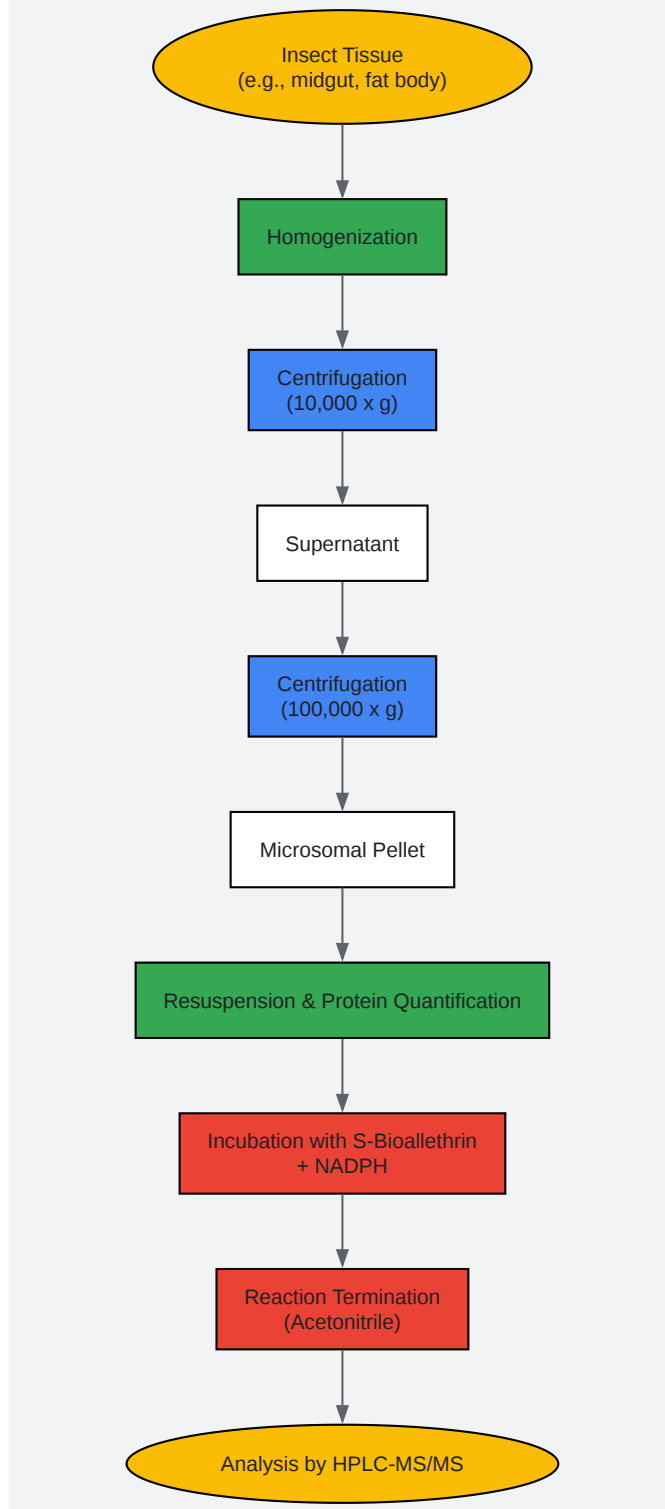 Insect Tissue
(e.g., midgut, fat body)
Homogenization
Centrifugation
(10,000 x g)
Supernatant
Centrifugation
(100,000 x g)
Microsomal Pellet
Resuspension & Protein Quantification
Incubation with S-Bioallethrin
+ NADPH
Reaction Termination
(Acetonitrile)
Analysis by HPLC-MS/MS